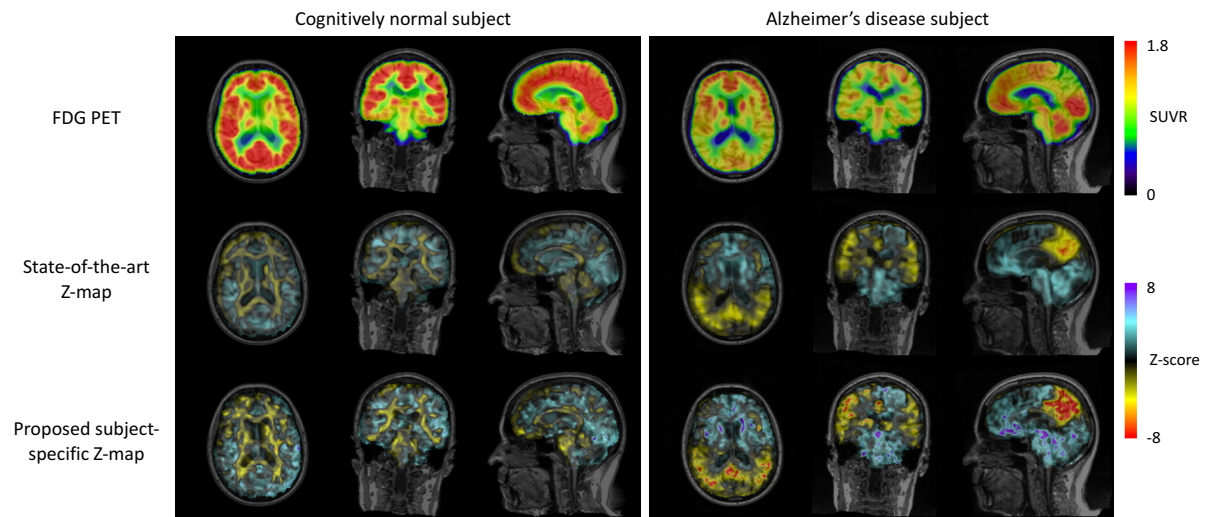 Cognitively normal subject
Alzheimer's disease subject
FDG PET
1.8
SUVR
0
State-of-the-art
Z-map
8
Z-score
-8
Proposed subject-
specific Z-map